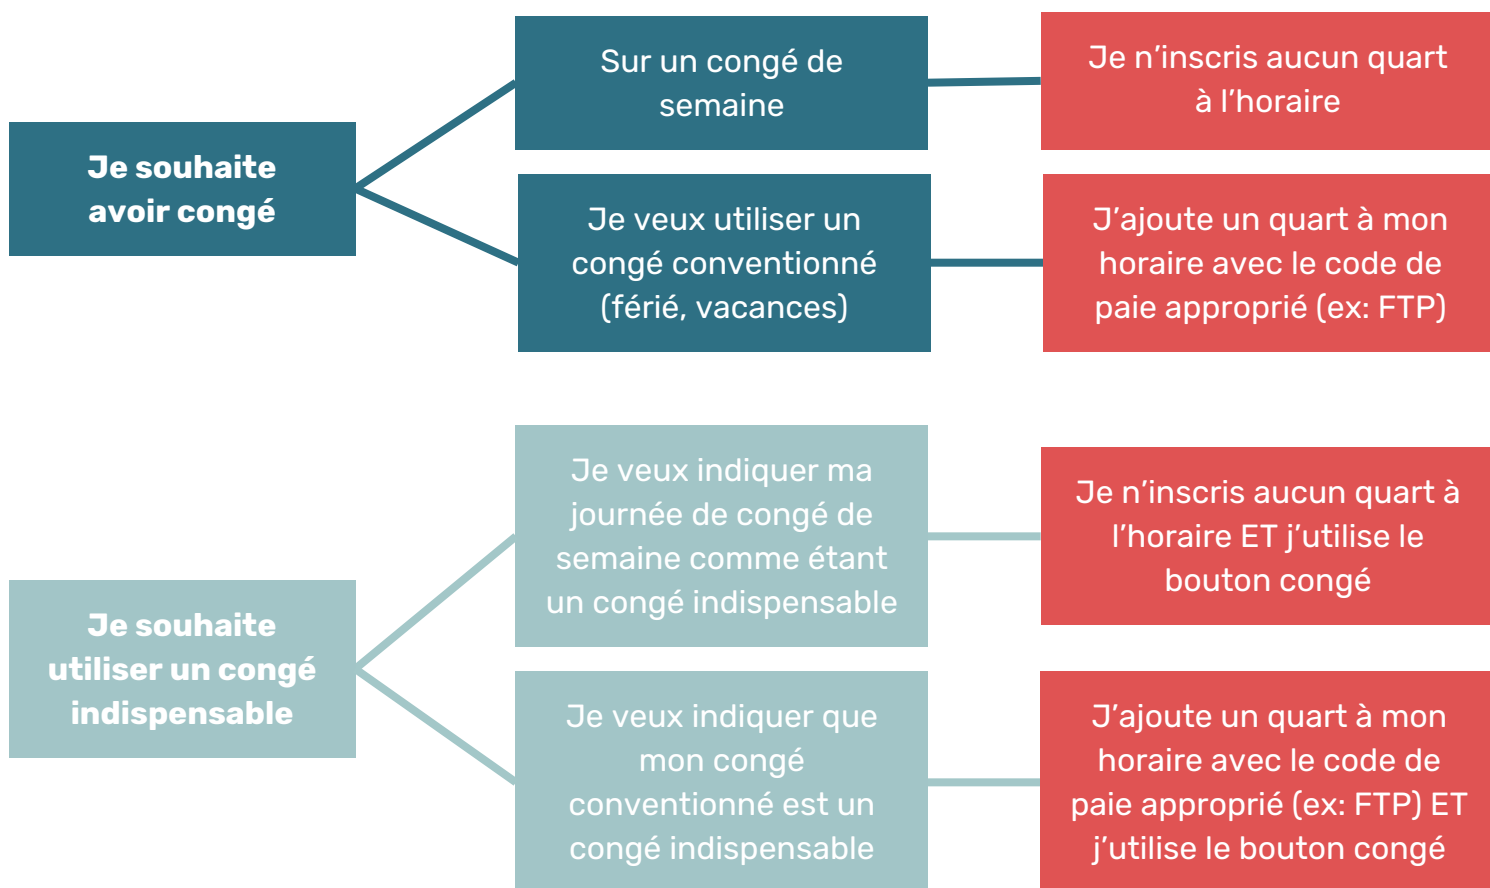 Je souhaite
avoir congé
Sur un congé de
semaine
Je n’inscris aucun quart
à l’horaire
Je veux utiliser un
congé conventionné
(férié, vacances)
J’ajoute un quart à mon
horaire avec le code de
paie approprié (ex: FTP)
Je souhaite
utiliser un congé
indispensable
Je veux indiquer ma
journée de congé de
semaine comme étant
un congé indispensable
Je n’inscris aucun quart à
l’horaire ET j’utilise le
bouton congé
Je veux indiquer que
mon congé
conventionné est un
congé indispensable
J’ajoute un quart à mon
horaire avec le code de
paie approprié (ex: FTP) ET
j’utilise le bouton congé